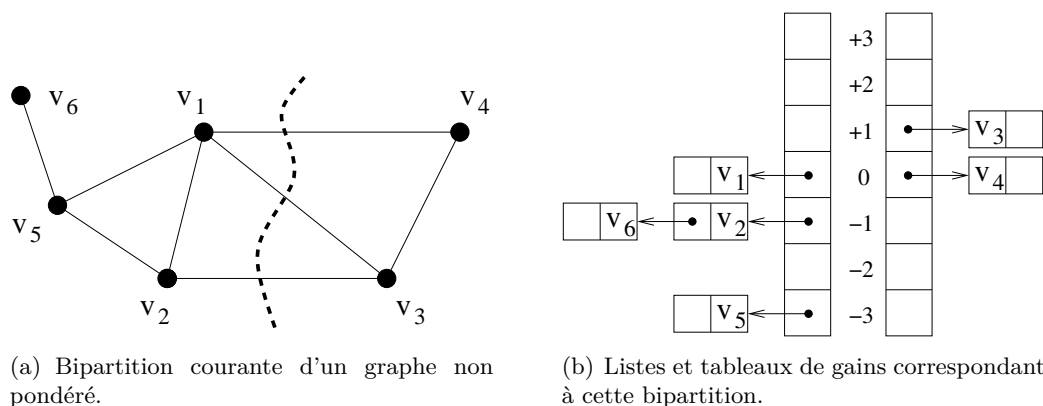 v6
v1
v4
v5
v2
v3
(a) Bipartition courante d'un graphe non
pondéré.
+3
+2
+1
v3
v1
0
v4
v6
v2
−1
−2
v5
−3
(b) Listes et tableaux de gains correspondant
à cette bipartition.